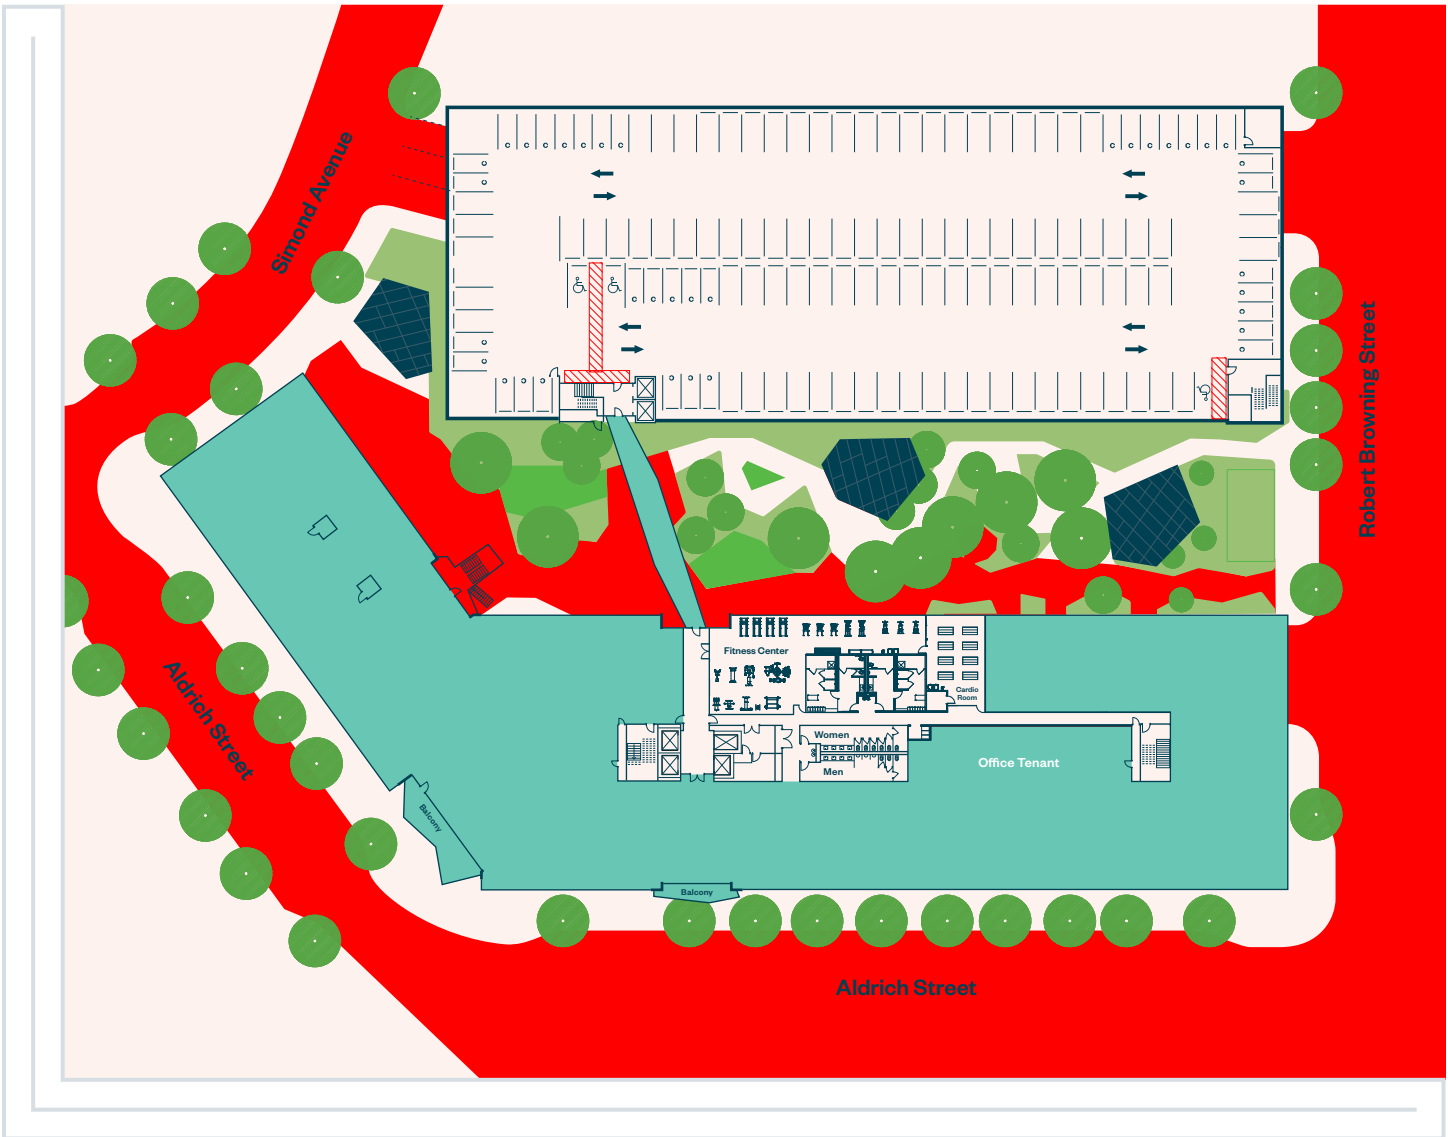 Simond Avenue
Robert Browning Street
Fitness Center
Cardio
Room
Women
Men
Office Tenant
Aldrich Street
Balcony
Balcony
Aldrich Street